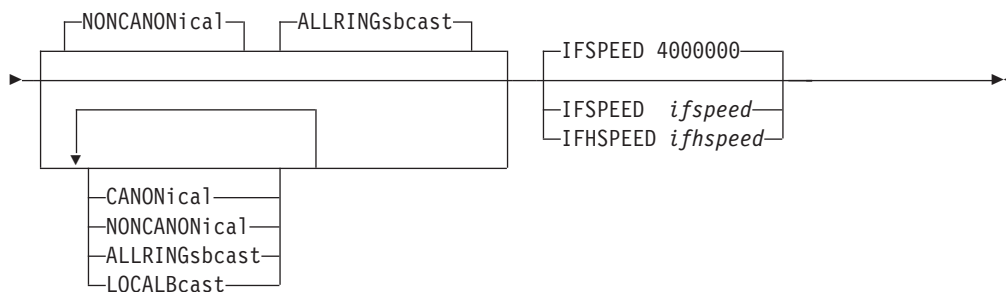 NONCANONical ALLRINGsbcast
IFSPEED 4000000
IFSPEED ifspeed
IFHSPEED ifhspeed
CANONical
NONCANONical
ALLRINGsbcast
LOCALBcast